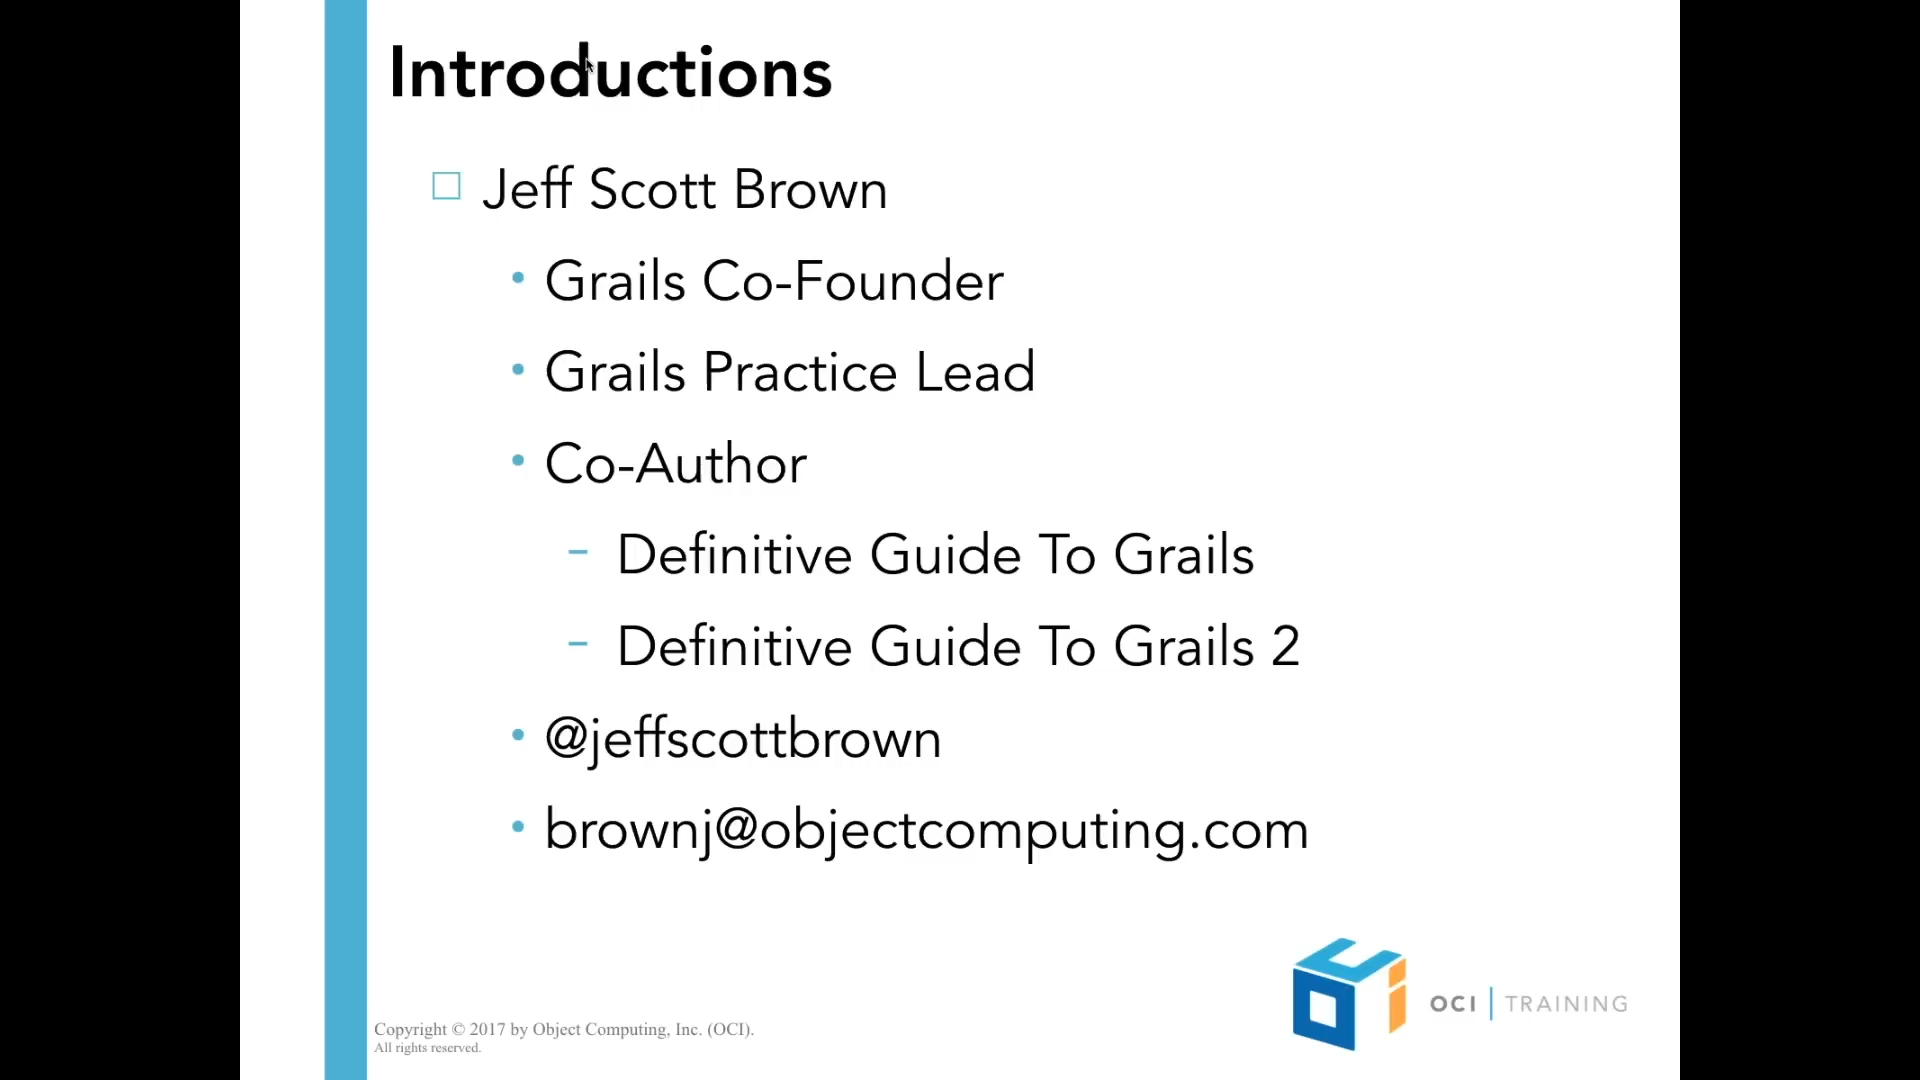 Introductions
Jeff Scott Brown
Grails Co-Founder
Grails Practice Lead
Co-Author
Definitive Guide To Grails
Definitive Guide To Grails 2
@jeffscottbrown
brownj@objectcomputing.com
OCI | TRAINING
Copyright © 2017 by Object Computing, Inc. (OCI).
All rights reserved.